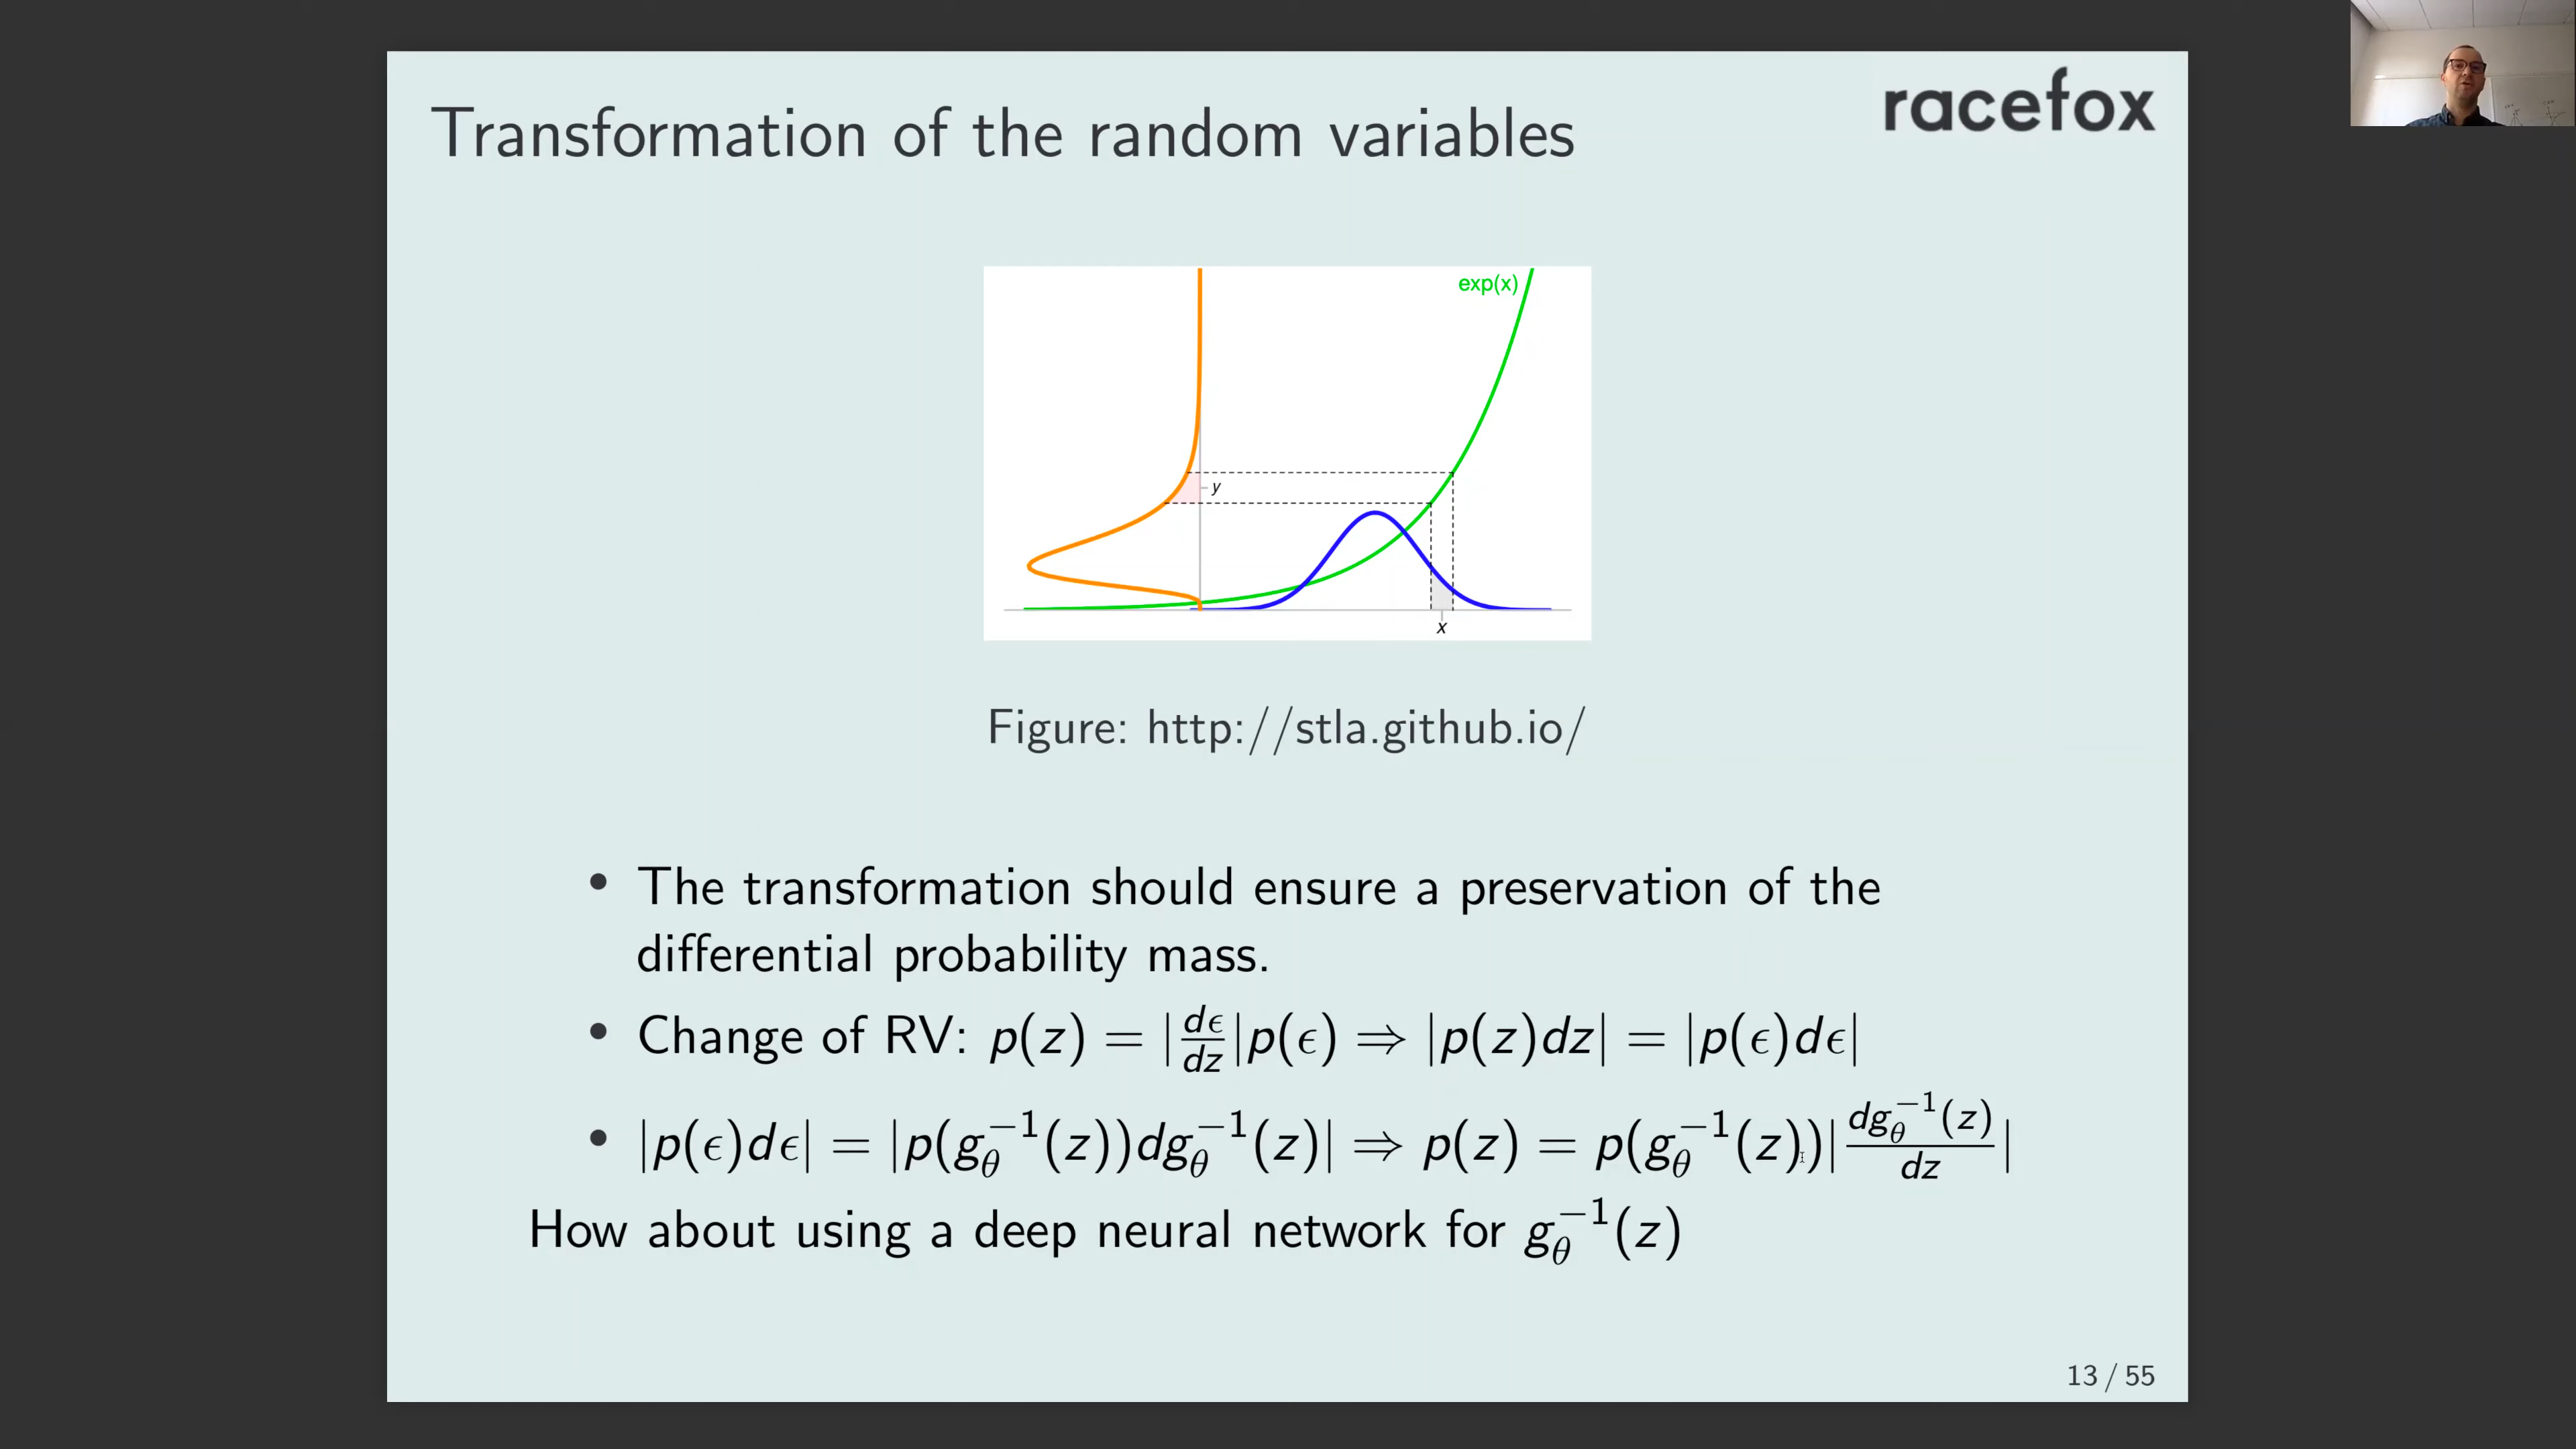 Transformation of the random variables
racefox
exp(x)
y
x
Figure: http://stla.github.io/
• The transformation should ensure a preservation of the
differential probability mass.
• Change of RV: p(z) = |dϵ/dz|p(ϵ) ⇒ |p(z)dz| = |p(ϵ)dϵ|
• |p(ϵ)dϵ| = |p(g_θ^{-1}(z))dg_θ^{-1}(z)| ⇒ p(z) = p(g_θ^{-1}(z))|dg_θ^{-1}(z)/dz|
How about using a deep neural network for g_θ^{-1}(z)
13 / 55